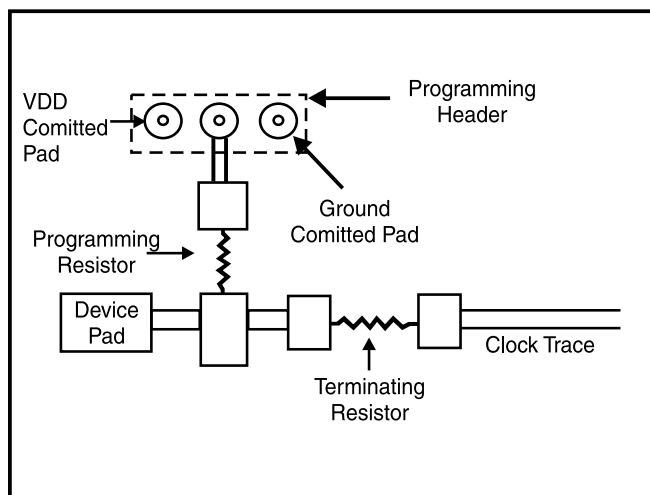 VDD
Comitted
Pad
Programming
Header
Ground
Comitted Pad
Programming
Resistor
Device
Pad
Clock Trace
Terminating
Resistor